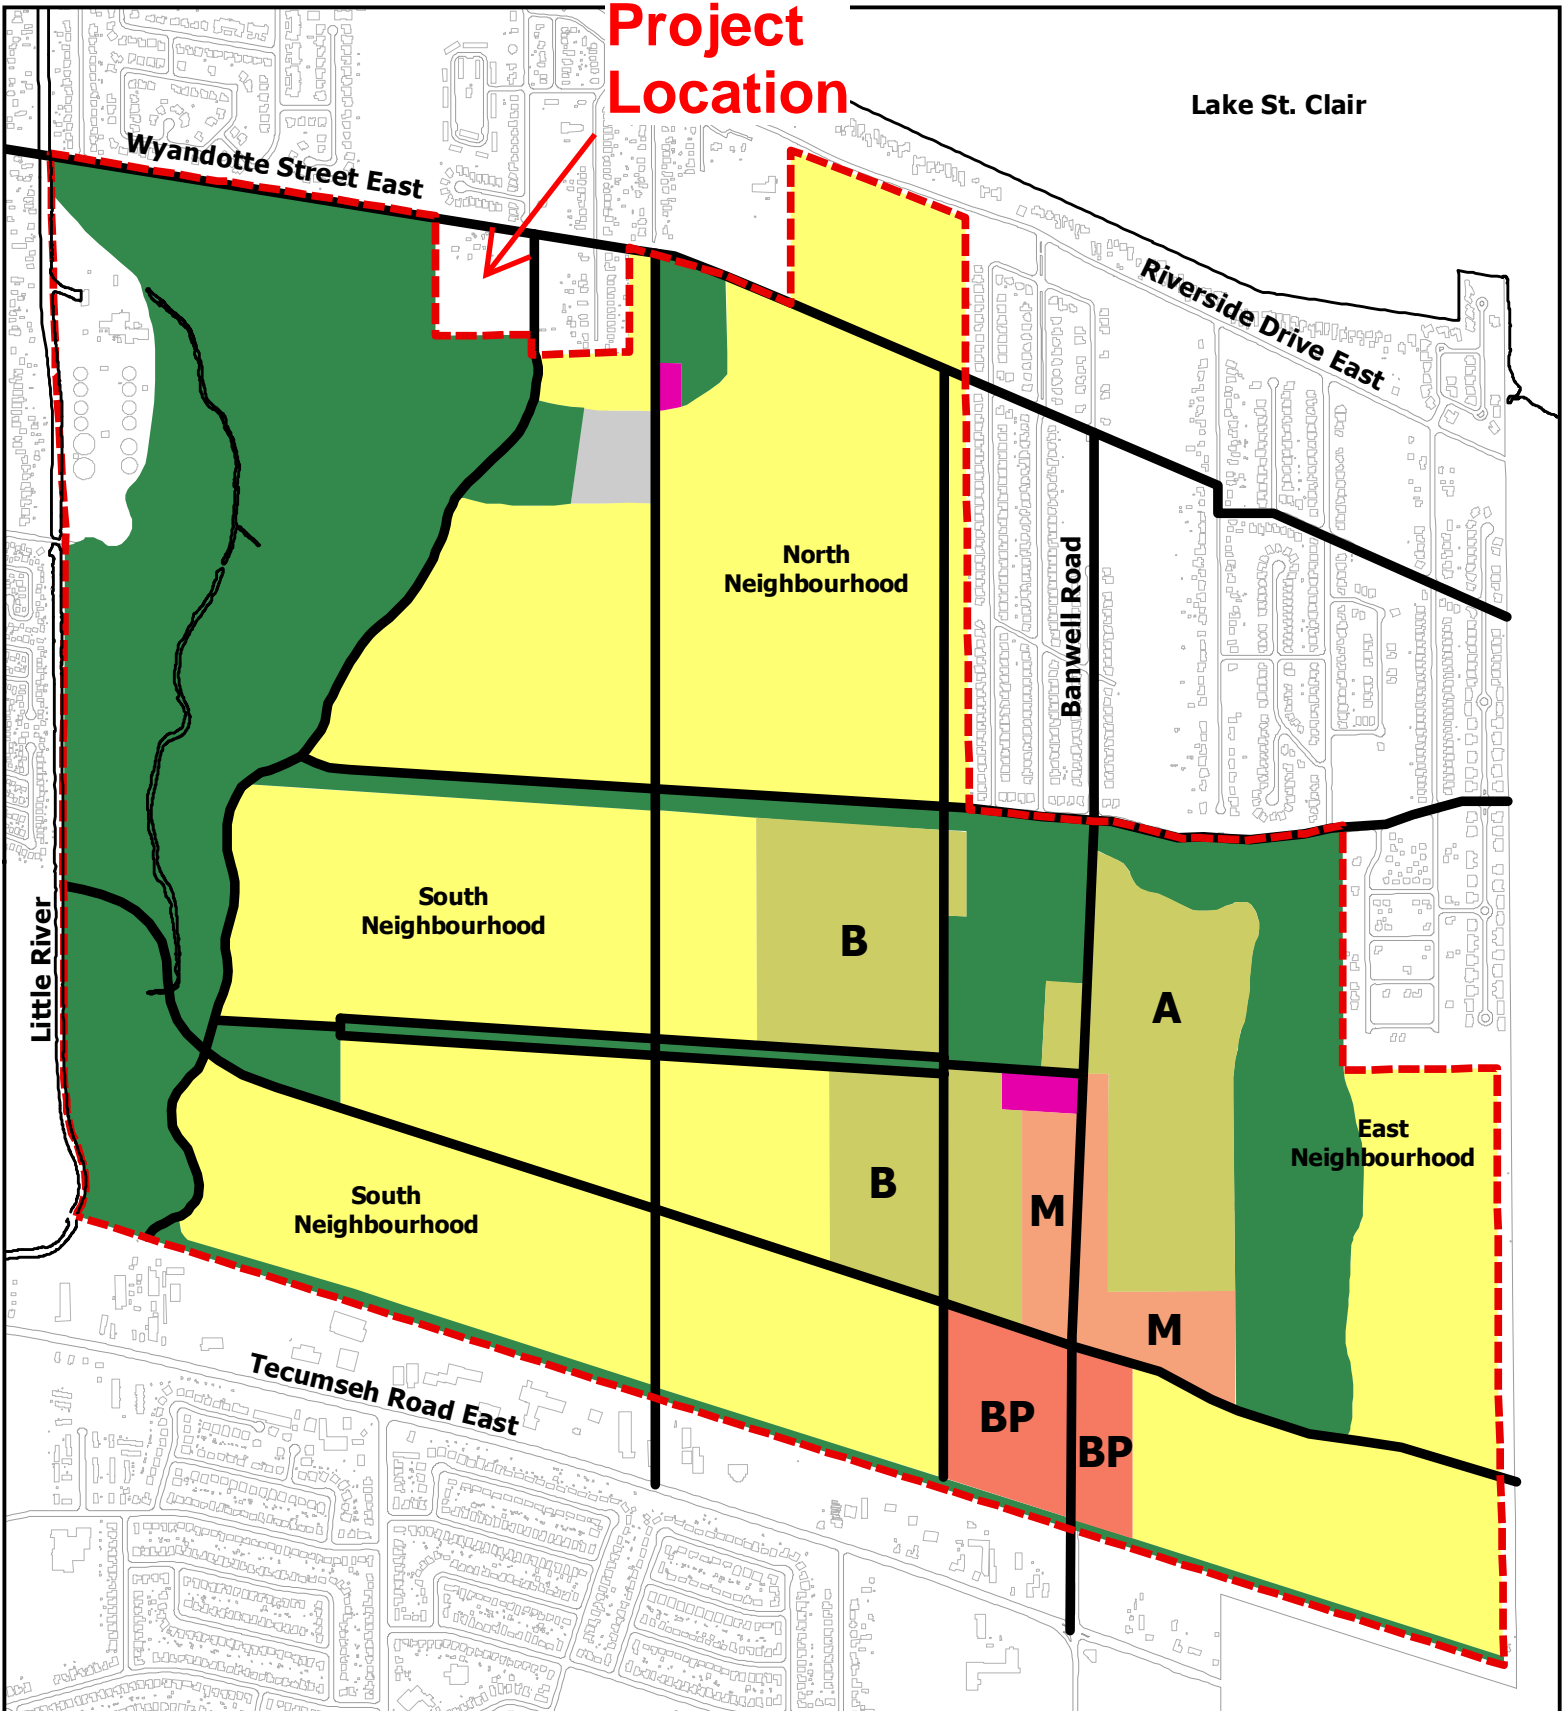 Project
Location
Lake St. Clair
Wyandotte Street East
Riverside Drive East
North
Neighbourhood
Banwell Road
South
Neighbourhood
B
A
Little River
East
Neighbourhood
B
M
South
Neighbourhood
M
Tecumseh Road East
BP
BP